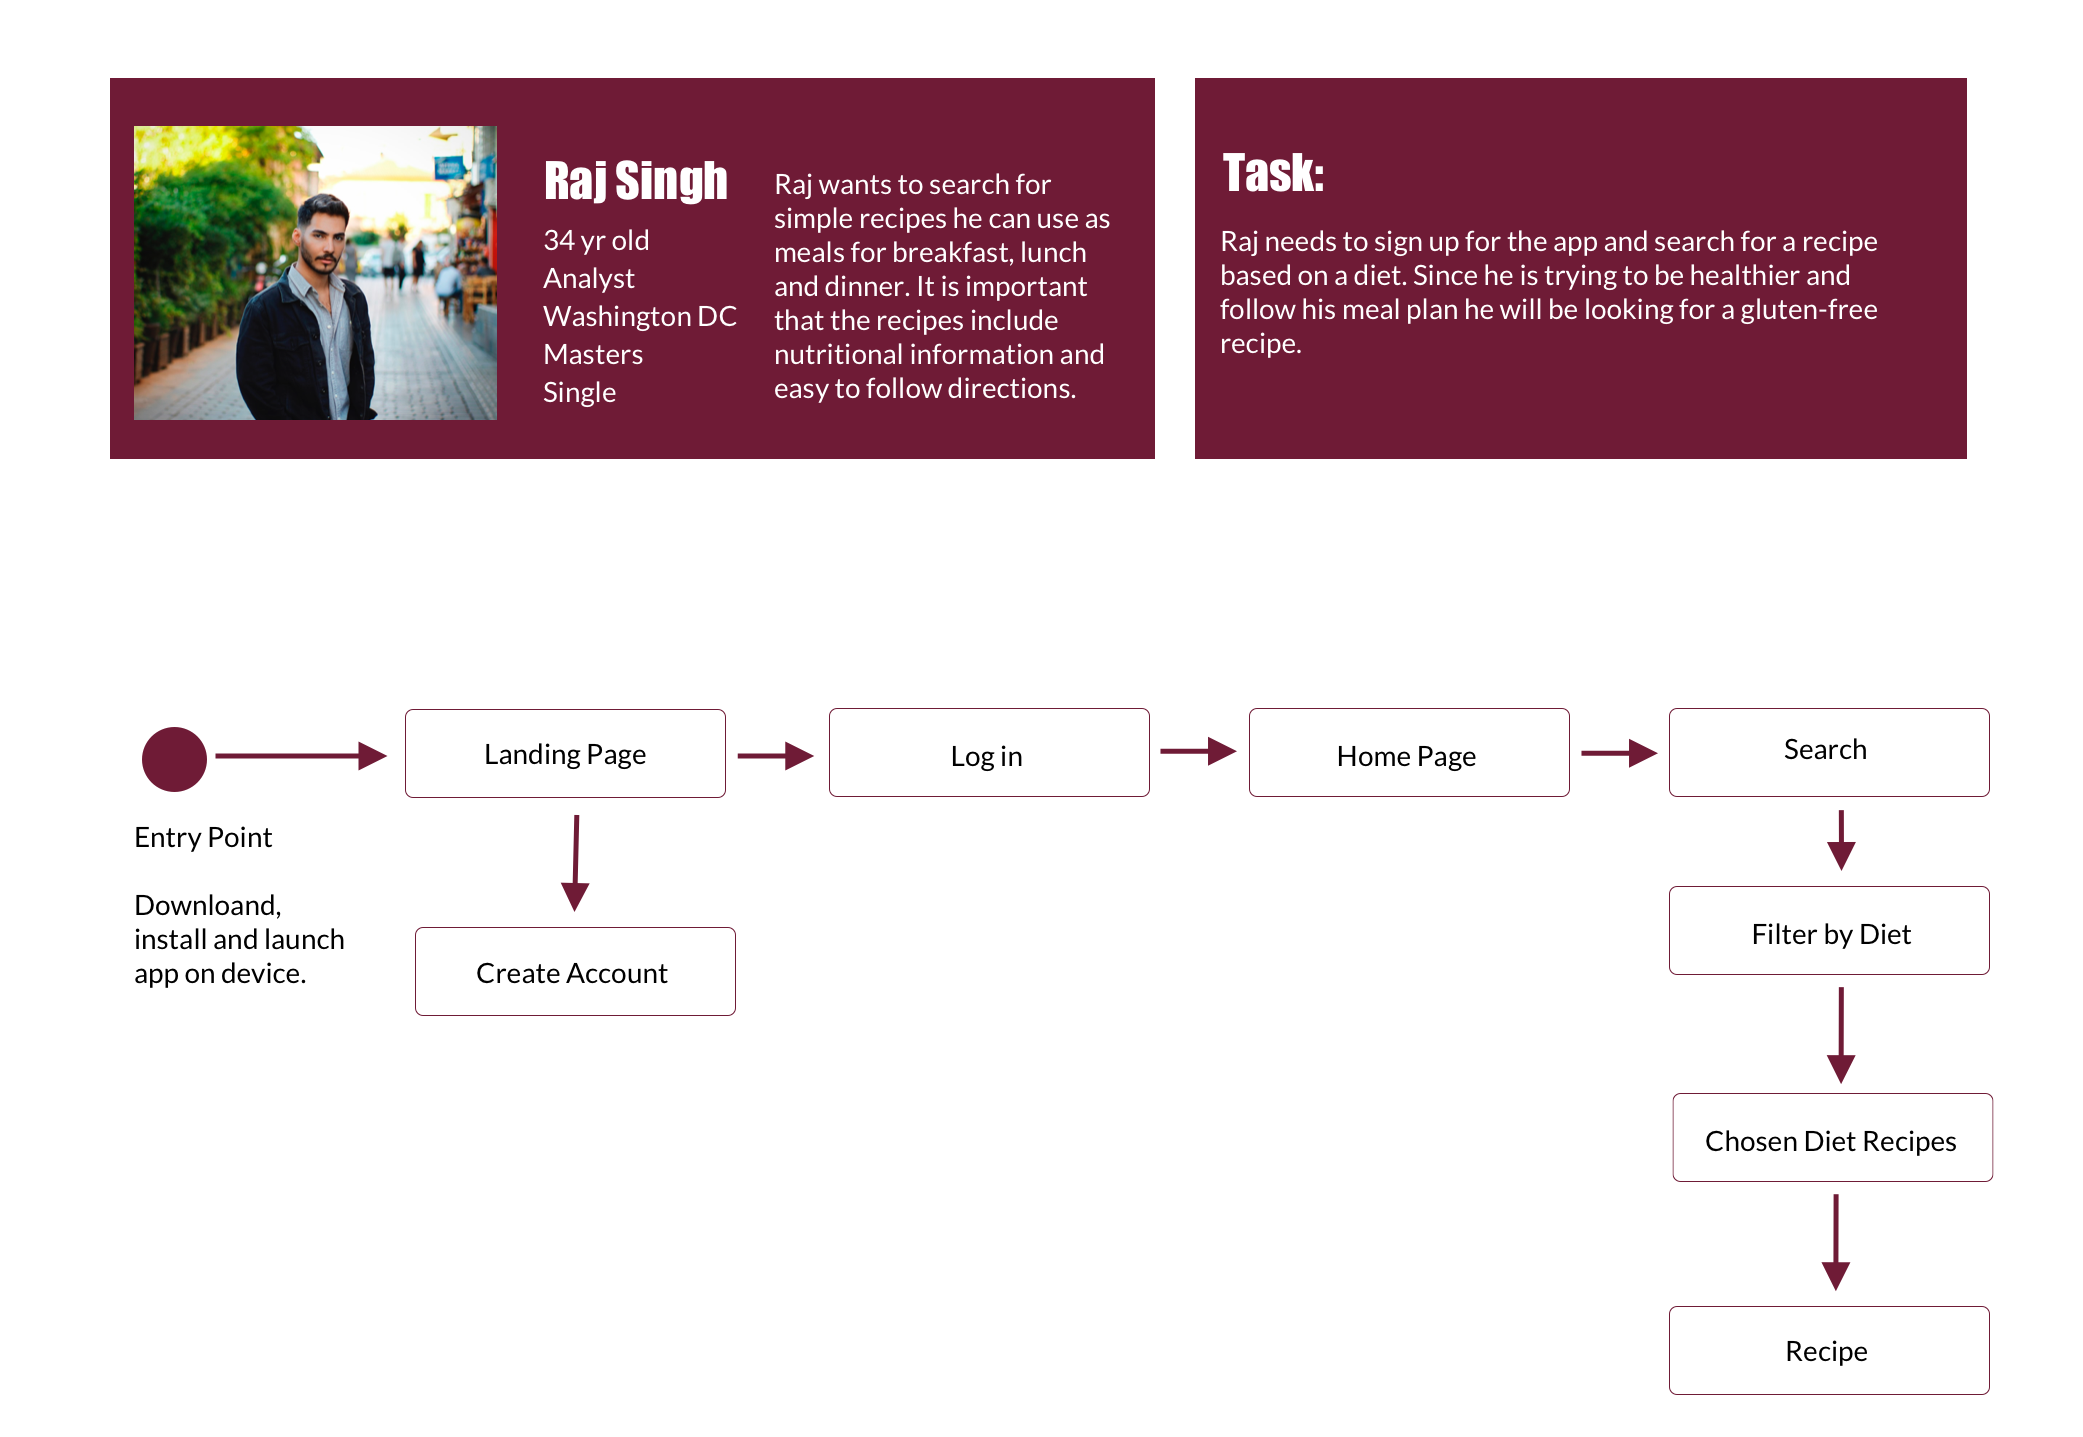 Raj Singh
34 yr old
Analyst
Washington DC
Masters
Single
Raj wants to search for
simple recipes he can use as
meals for breakfast, lunch
and dinner. It is important
that the recipes include
nutritional information and
easy to follow directions.
Task:
Raj needs to sign up for the app and search for a recipe
based on a diet. Since he is trying to be healthier and
follow his meal plan he will be looking for a gluten-free
recipe.
Entry Point
Downloand,
install and launch
app on device.
Landing Page
Create Account
Log in
Home Page
Search
Filter by Diet
Chosen Diet Recipes
Recipe